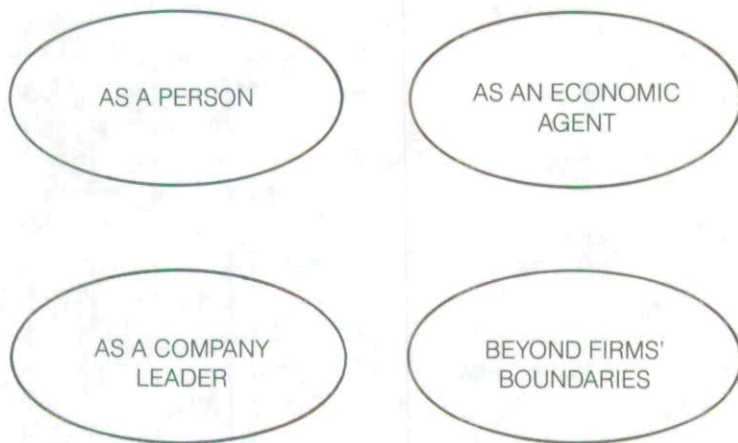 AS A PERSON
AS AN ECONOMIC
AGENT
AS A COMPANY
LEADER
BEYOND FIRMS'
BOUNDARIES